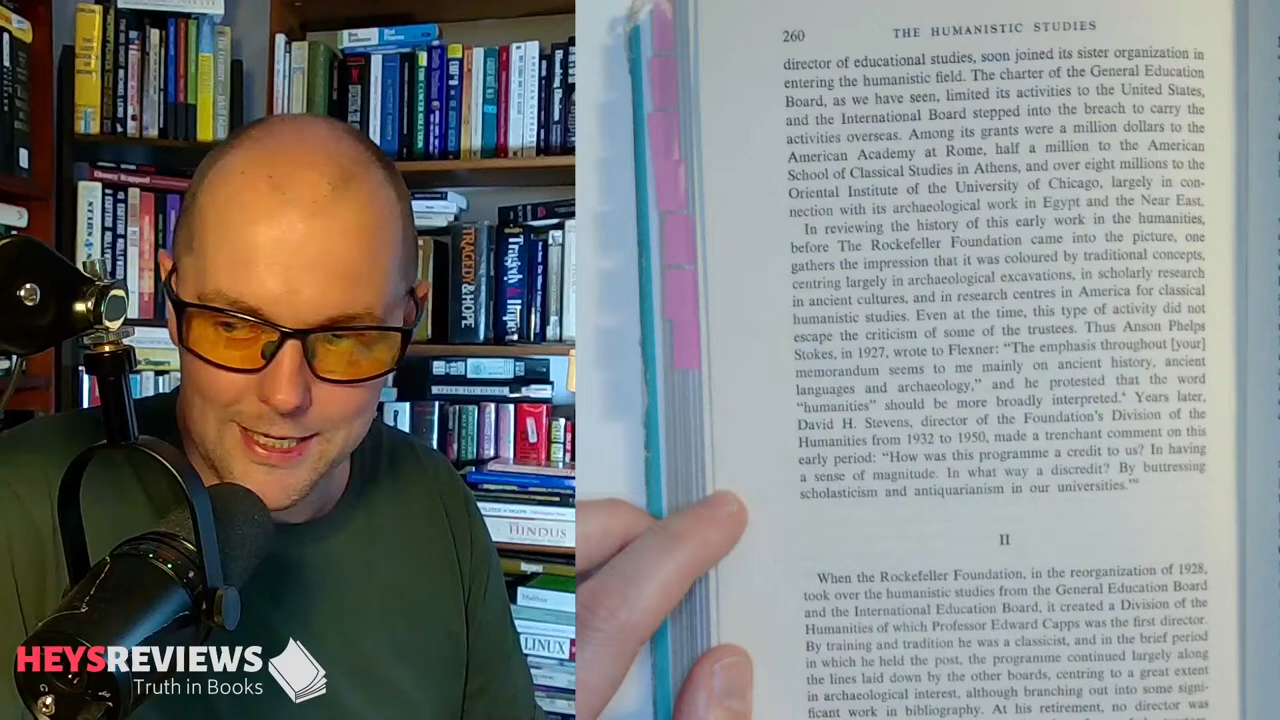 TRAGEDY & HOPE
Tragedy & Hope
HINDUS
LINUX
HEYSREVIEWS
Truth in Books
260 THE HUMANISTIC STUDIES
director of educational studies, soon joined its sister organization in
entering the humanistic field. The charter of the General Education
Board, as we have seen, limited its activities to the United States,
and the International Board stepped into the breach to carry the
activities overseas. Among its grants were a million dollars to the
American Academy at Rome, half a million to the American
School of Classical Studies in Athens, and over eight millions to the
Oriental Institute of the University of Chicago, largely in con-
nection with its archaeological work in Egypt and the Near East.
In reviewing the history of this early work in the humanities,
before The Rockefeller Foundation came into the picture, one
gathers the impression that it was coloured by traditional concepts,
centring largely in archaeological excavations, in scholarly research
in ancient cultures, and in research centres in America for classical
humanistic studies. Even at the time, this type of activity did not
escape the criticism of some of the trustees. Thus Anson Phelps
Stokes, in 1927, wrote to Flexner: “The emphasis throughout [your]
memorandum seems to me mainly on ancient history, ancient
languages and archaeology,” and he protested that the word
“humanities” should be more broadly interpreted.⁴ Years later,
David H. Stevens, director of the Foundation’s Division of the
Humanities from 1932 to 1950, made a trenchant comment on this
early period: “How was this programme a credit to us? In having
a sense of magnitude. In what way a discredit? By buttressing
scholasticism and antiquarianism in our universities.”⁵
II
When the Rockefeller Foundation, in the reorganization of 1928,
took over the humanistic studies from the General Education Board
and the International Education Board, it created a Division of the
Humanities of which Professor Edward Capps was the first director.
By training and tradition he was a classicist, and in the brief period
in which he held the post, the programme continued largely along
the lines laid down by the other boards, centring to a great extent
in archaeological interest, although branching out into some signi-
ficant work in bibliography. At his retirement, no director was